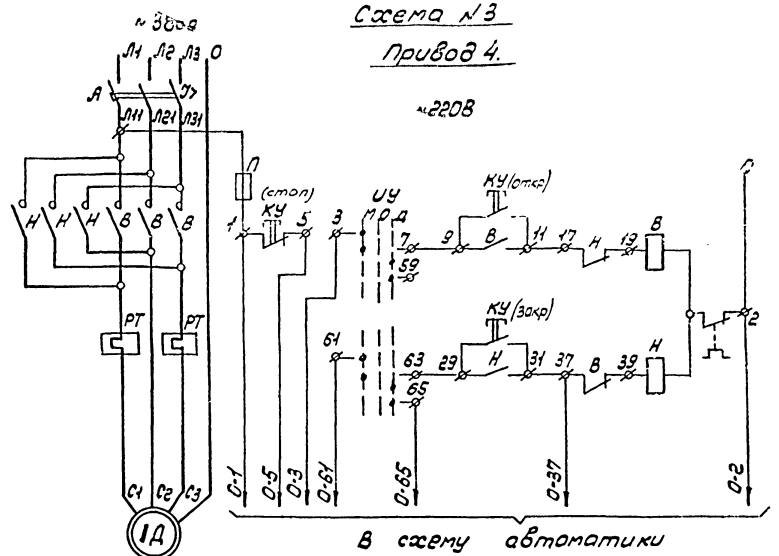 Схема №3
Привод 4.
~380в
~220В
Л1 Л2 Л3 О
А
Л11 Л21 Л31
П
(стоп)
КУ
1 5 3
УУ
М О Д
КУ (откр)
7 9 В 11 17 Н 19 В
59
Н Н Н В В В
КУ (закр)
61 63 29 Н 31 37 В 39 Н
65
2
РТ РТ
0-1 0-5 0-3 0-61 0-65 0-37 0-2
С1 С2 С3
1Д
В схему автоматики